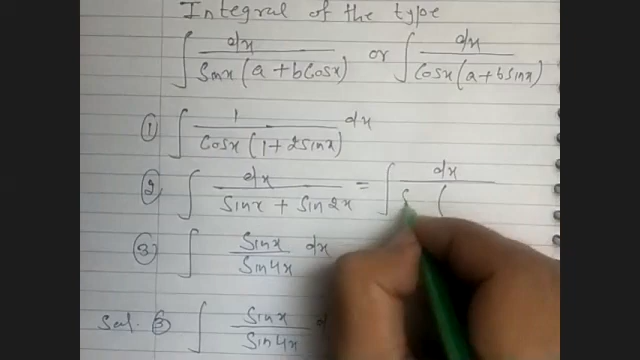 Integral of the type
∫ dx / Sinx(a + bCosx) or ∫ dx / Cosx(a + bSinx)
① ∫ 1 / Cosx(1 + 2Sinx) dx
② ∫ dx / Sinx + Sin2x = ∫ dx / S (
③ ∫ Sinx / Sin4x dx
Sol. ③ ∫ Sinx / Sin4x d